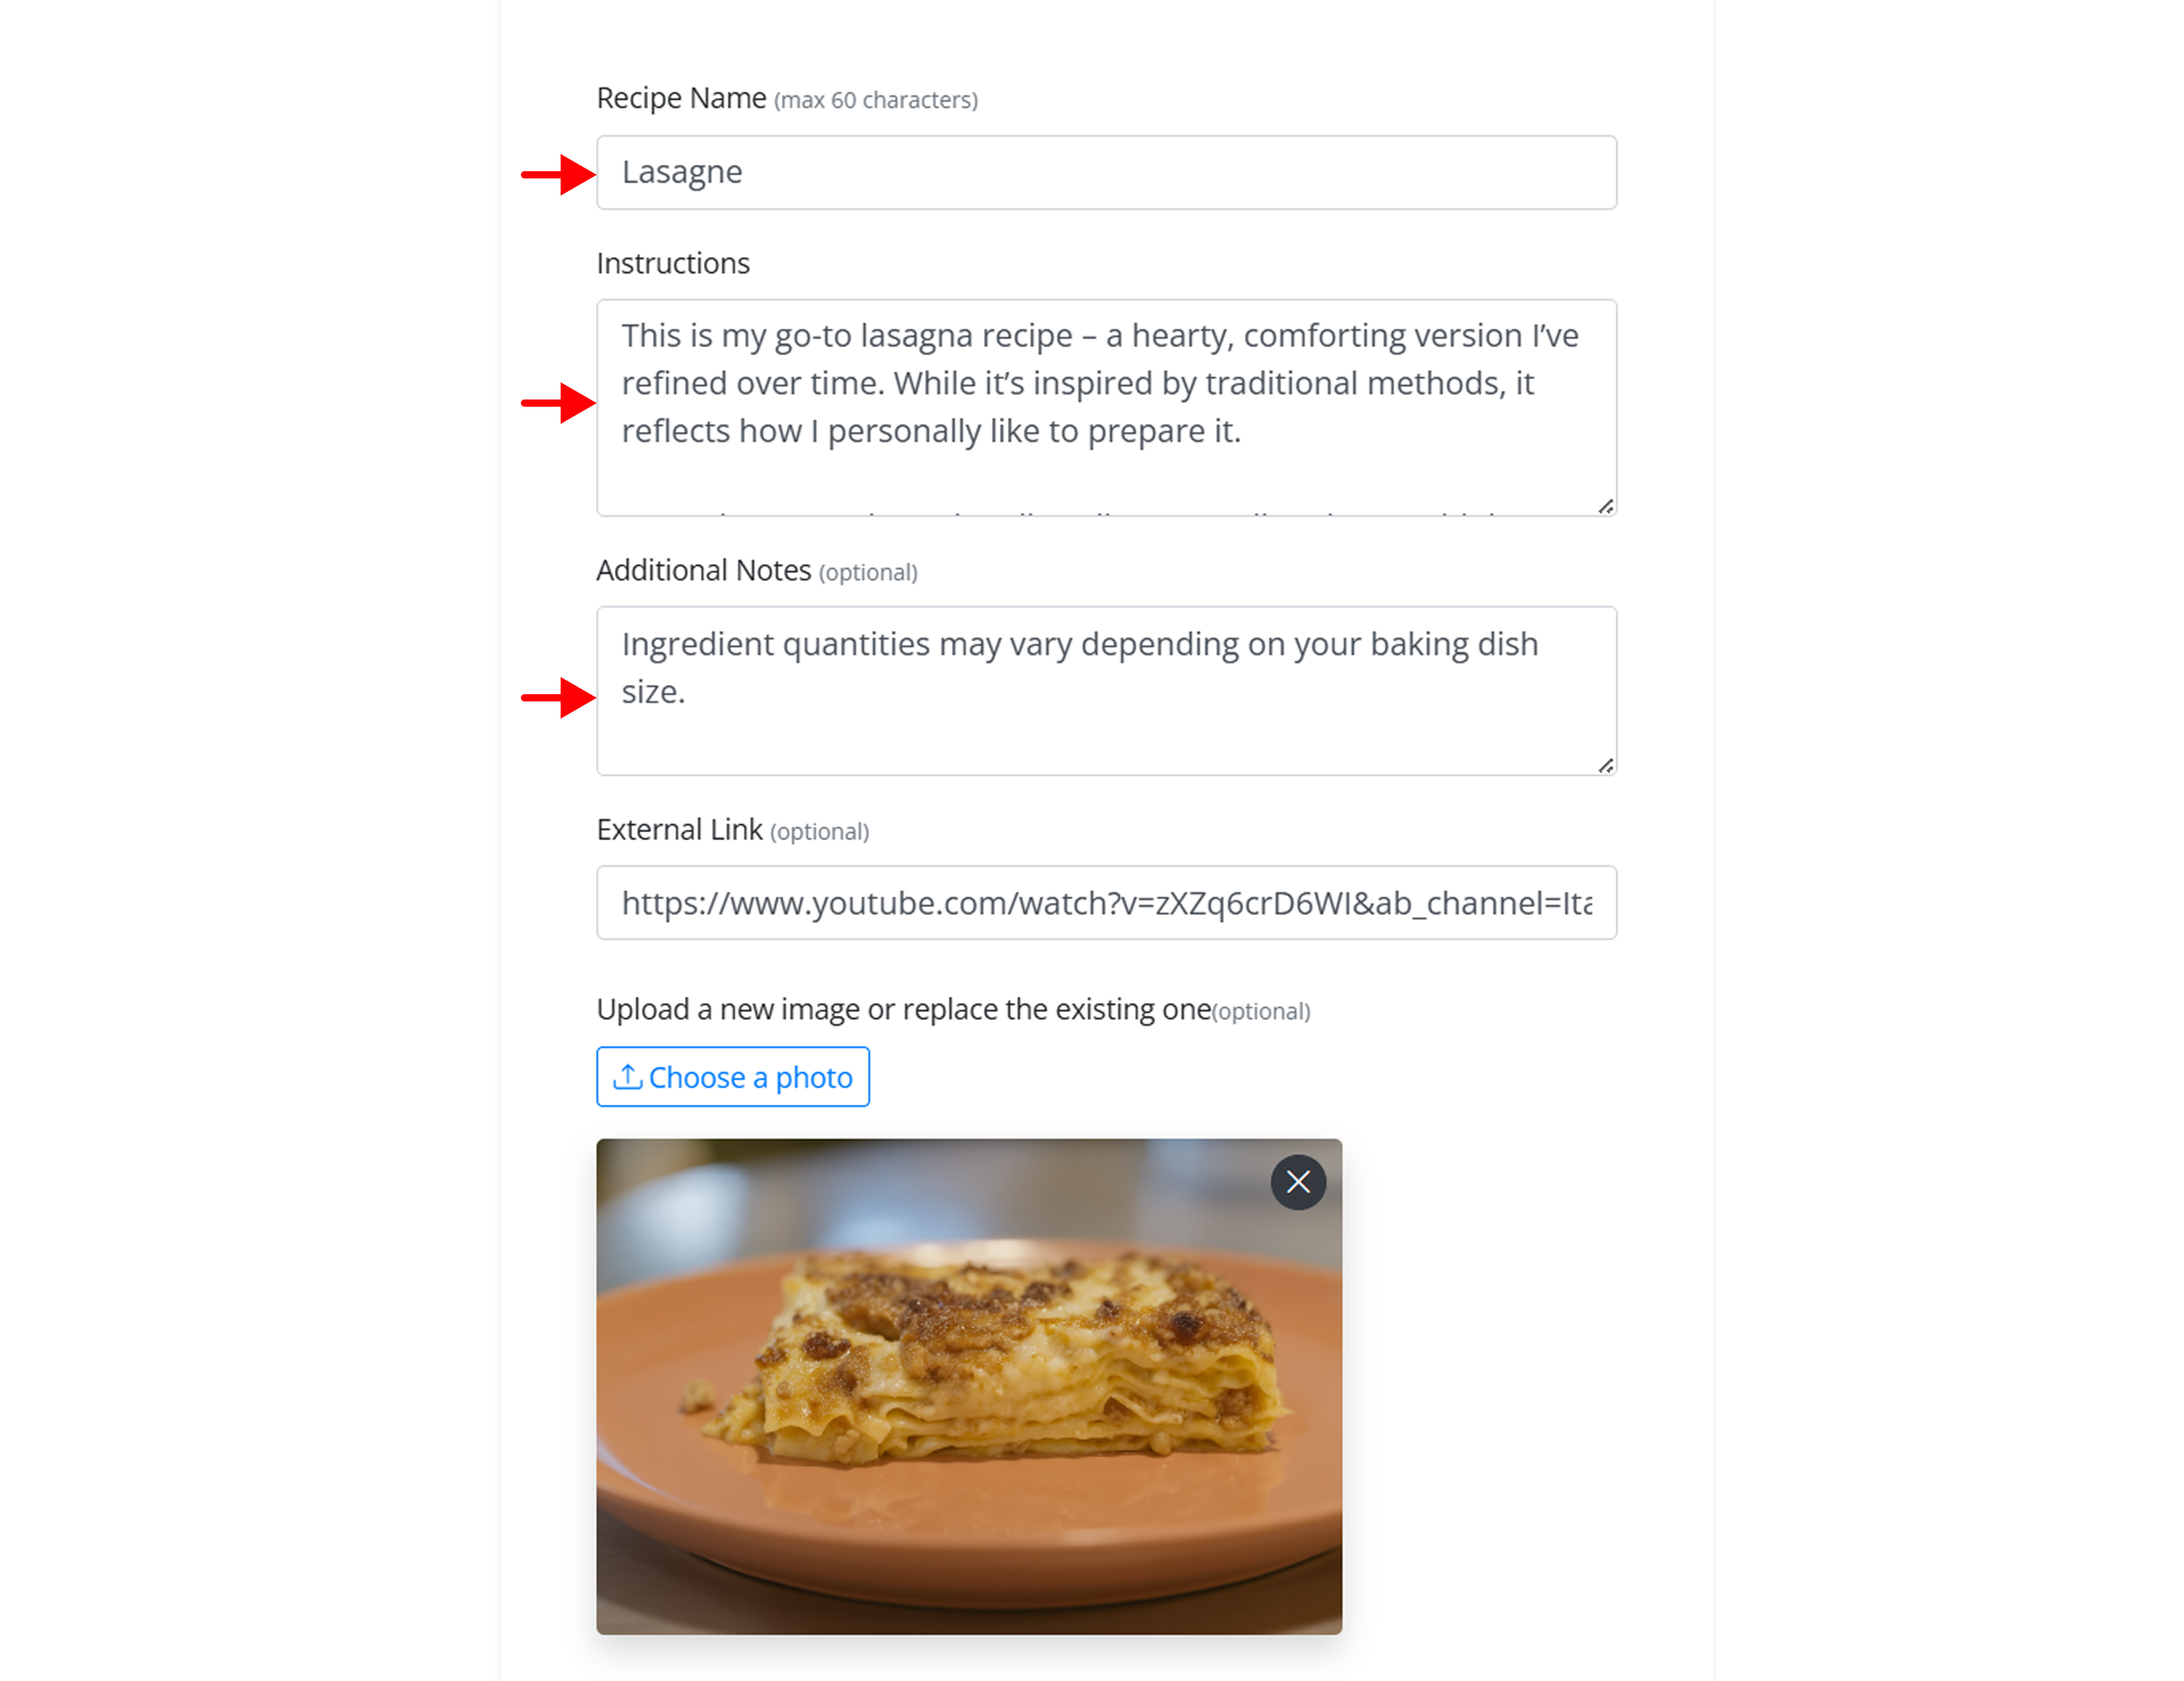 Recipe Name (max 60 characters)
Lasagne
Instructions
This is my go-to lasagna recipe – a hearty, comforting version I’ve
refined over time. While it’s inspired by traditional methods, it
reflects how I personally like to prepare it.
Additional Notes (optional)
Ingredient quantities may vary depending on your baking dish
size.
External Link (optional)
https://www.youtube.com/watch?v=zXZq6crD6WI&ab_channel=Ita
Upload a new image or replace the existing one(optional)
Choose a photo